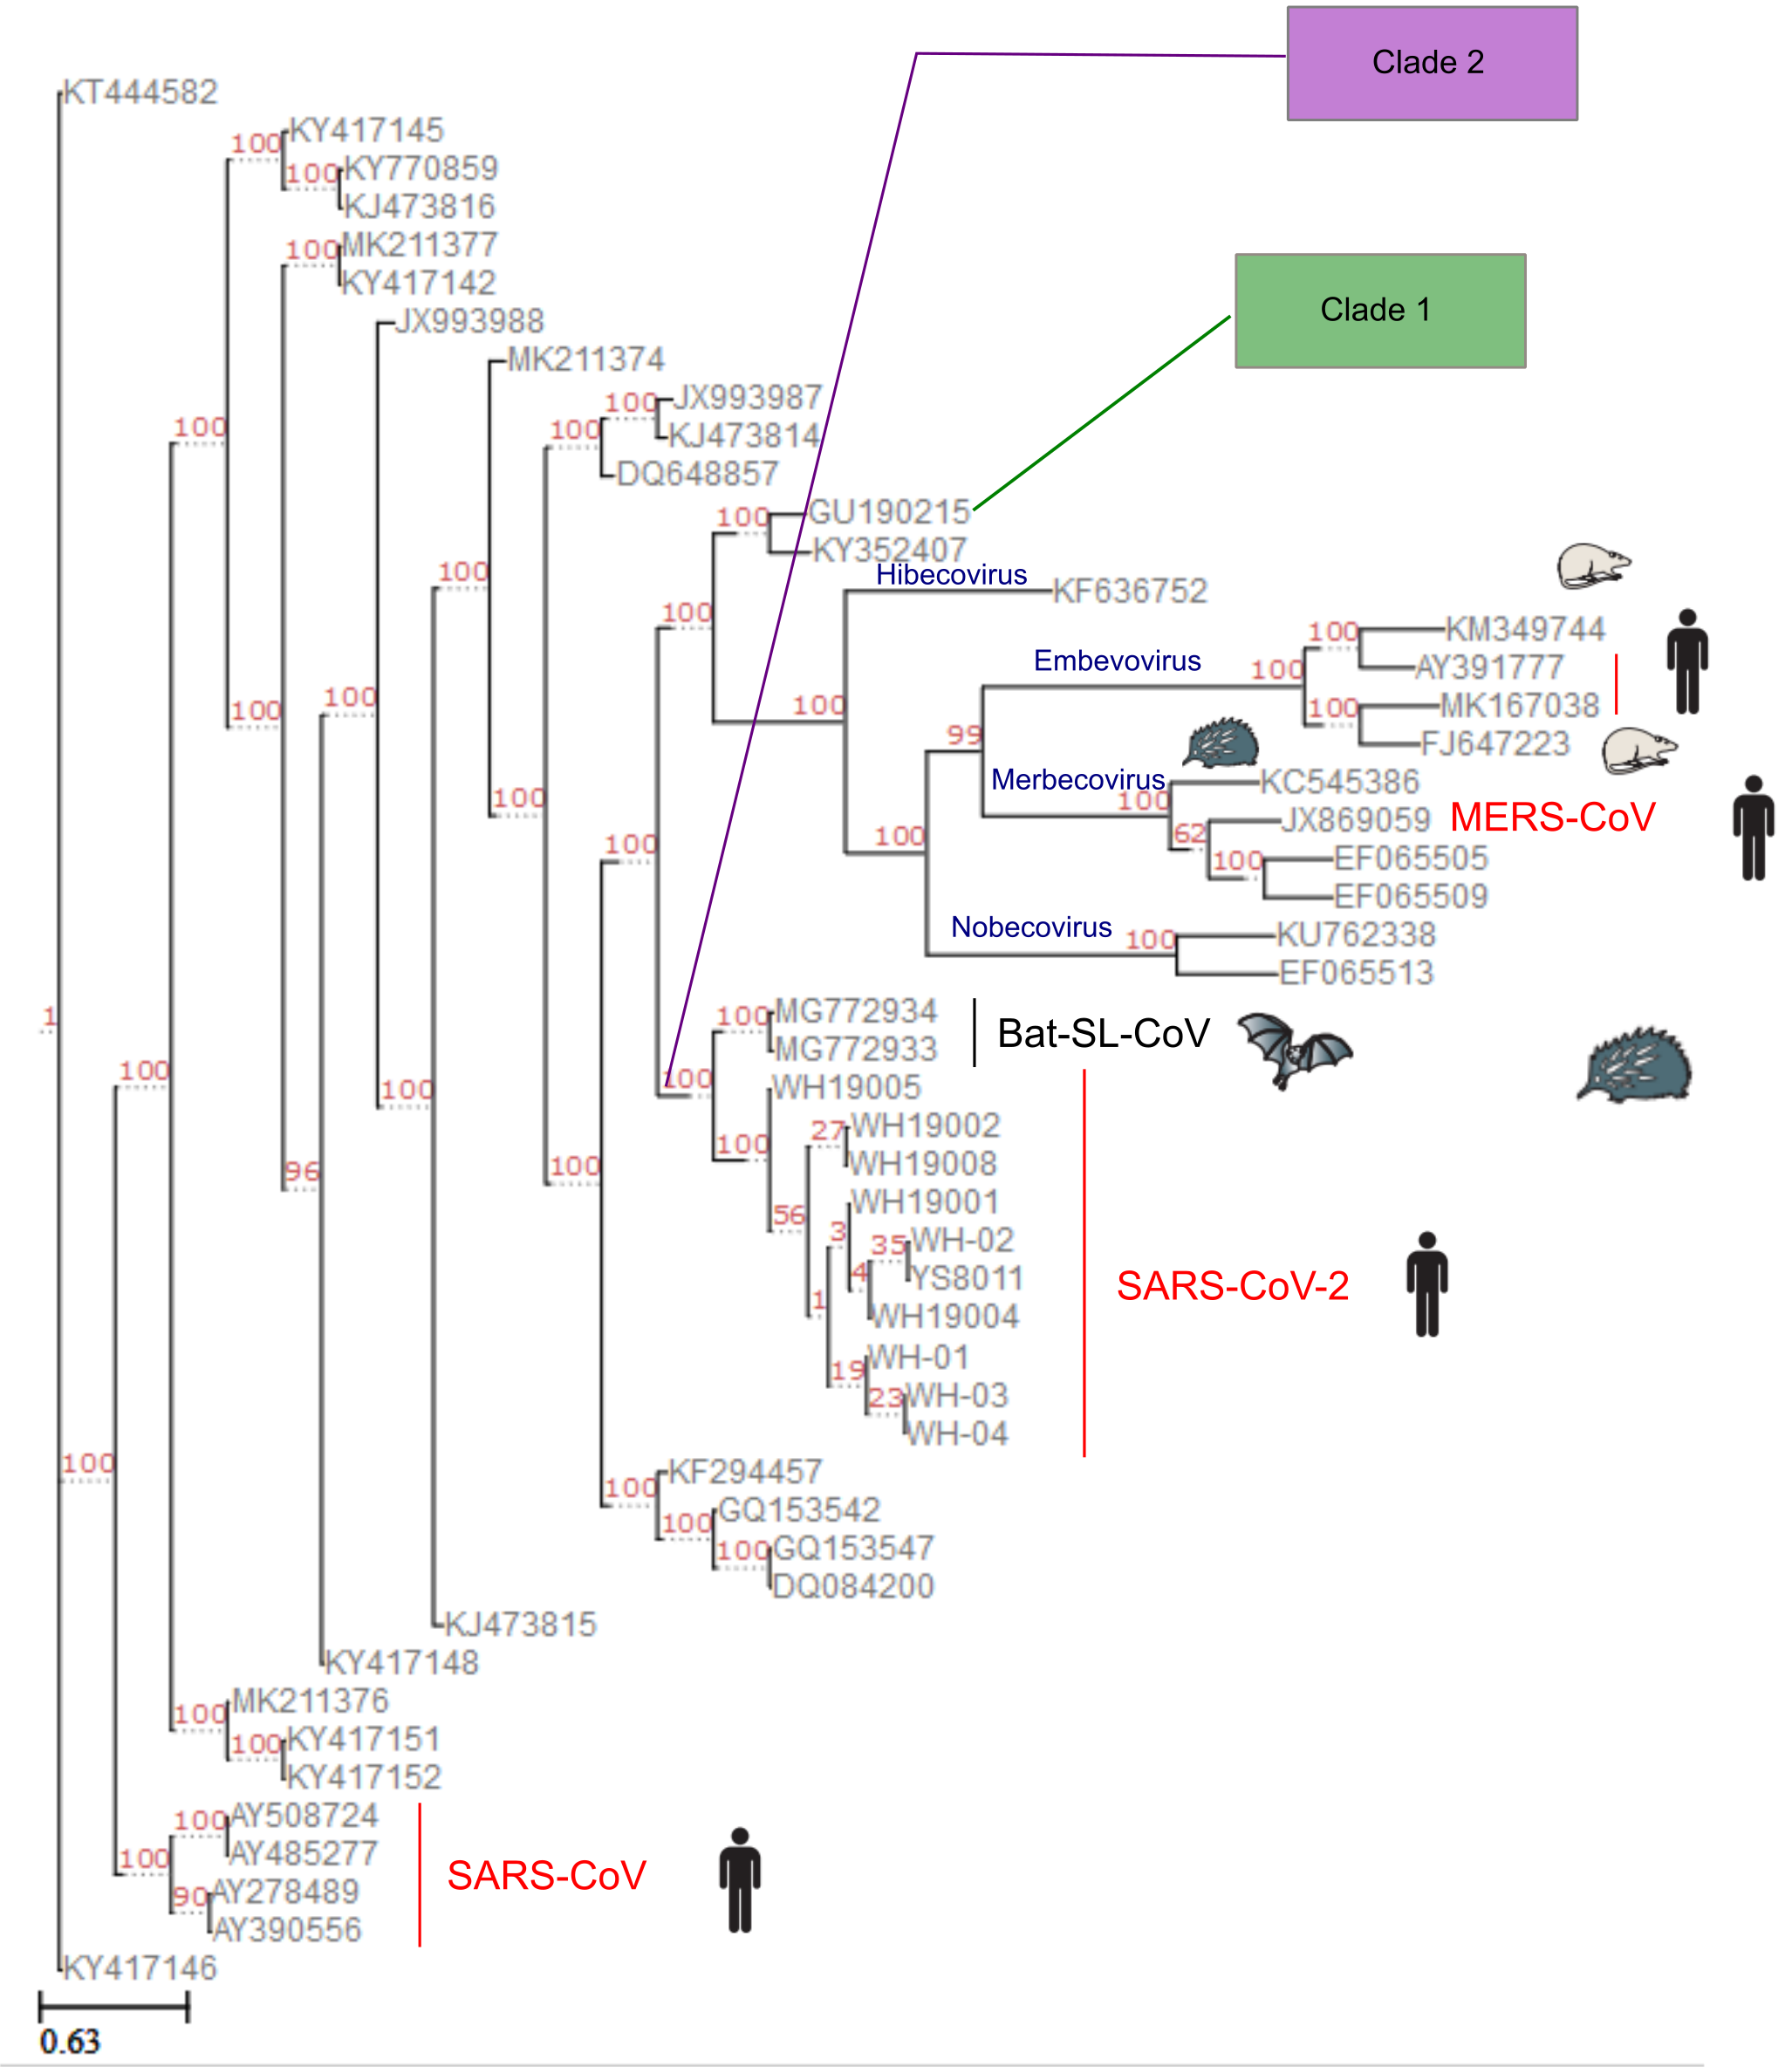 Clade 2
KT444582
100
KY417145
100
KY770859
KJ473816
100
MK211377
KY417142
Clade 1
JX993988
MK211374
100
JX993987
100
KJ473814
100
DQ648857
100
GU190215
KY352407
Hibecovirus
KF636752
100
100
100
KM349744
Embevovirus
100
AY391777
100
100
100
MK167038
100
99
FJ647223
Merbecovirus
KC545386
100
100
JX869059
MERS-CoV
62
100
100
100
EF065505
EF065509
Nobecovirus
100
KU762338
EF065513
1
100
MG772934
Bat-SL-CoV
MG772933
100
100
100
WH19005
27
WH19002
100
96
100
WH19008
WH19001
56
3
35
WH-02
4
YS8011
SARS-CoV-2
1
WH19004
WH-01
19
23
WH-03
WH-04
100
KF294457
100
GQ153542
100
100
GQ153547
DQ084200
KJ473815
KY417148
MK211376
100
100
KY417151
KY417152
100
AY508724
AY485277
SARS-CoV
100
90
AY278489
AY390556
KY417146
0.63